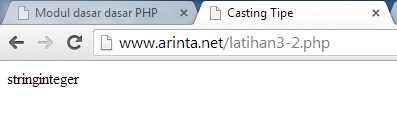 Modul dasar dasar PHP
Casting Tipe
www.arinta.net/latihan3-2.php
stringinteger